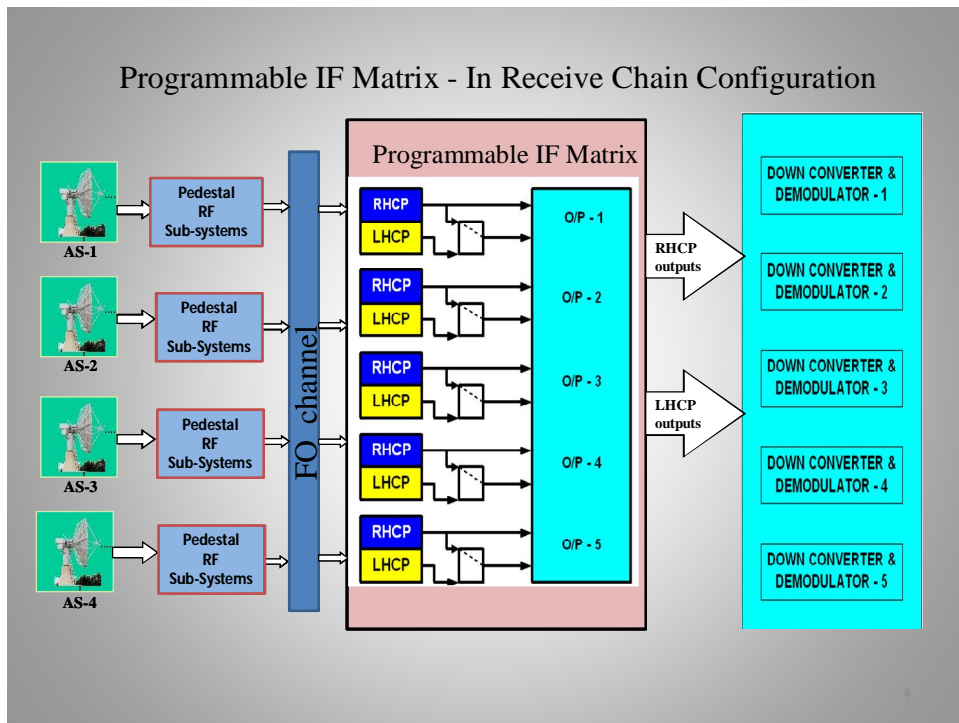 Programmable IF Matrix - In Receive Chain Configuration
AS-1
Pedestal
RF
Sub-systems
AS-2
Pedestal
RF
Sub-Systems
AS-3
Pedestal
RF
Sub-Systems
AS-4
Pedestal
RF
Sub-Systems
FO channel
Programmable IF Matrix
RHCP
LHCP
RHCP
LHCP
RHCP
LHCP
RHCP
LHCP
RHCP
LHCP
O/P - 1
O/P - 2
O/P - 3
O/P - 4
O/P - 5
RHCP
outputs
LHCP
outputs
DOWN CONVERTER &
DEMODULATOR - 1
DOWN CONVERTER &
DEMODULATOR - 2
DOWN CONVERTER &
DEMODULATOR - 3
DOWN CONVERTER &
DEMODULATOR - 4
DOWN CONVERTER &
DEMODULATOR - 5
4